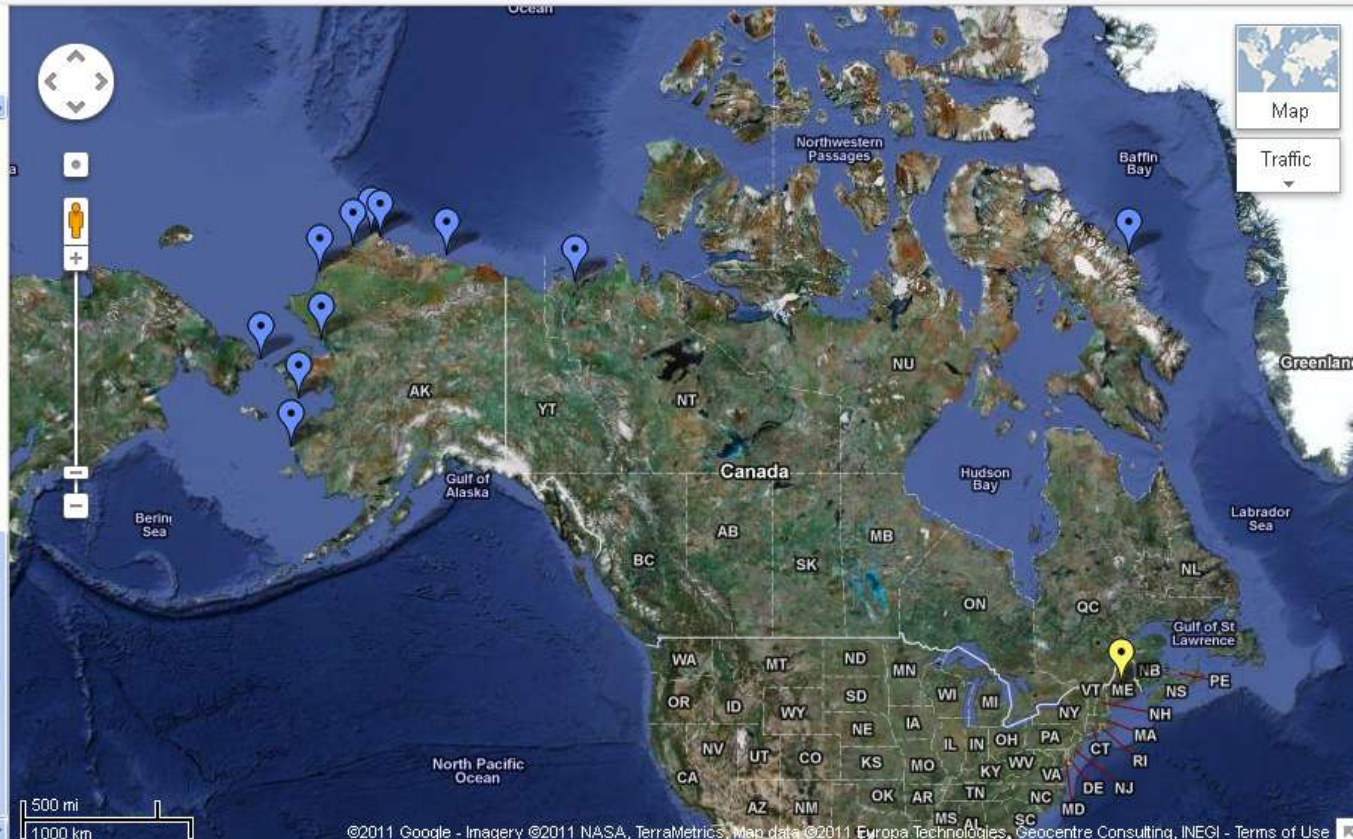 Ocean
Map
Northwestern
Passages
Baffin
Bay
Traffic
a
Greenlan
NU
AK
NT
YT
Canada
Hudson
Bay
Gulf of
Alaska
Labrador
Sea
Bering
Sea
AB
MB
BC
SK
NL
ON
QC
Gulf of St
Lawrence
WA
MT
ND
MN
NB
PE
OR
ID
SD
WI
MI
VT
ME
NS
WY
NY
NH
NE
IA
MA
NV
UT
CO
IL
IN
OH
PA
CT
RI
North Pacific
Ocean
CA
KS
MO
KY
WV
VA
DE
NJ
OK
AR
TN
NC
MD
AZ
NM
MS
AL
SC
500 mi
1000 km
©2011 Google - Imagery ©2011 NASA, TerraMetrics, Map data ©2011 Europa Technologies, Geocentre Consulting, INEGI - Terms of Use